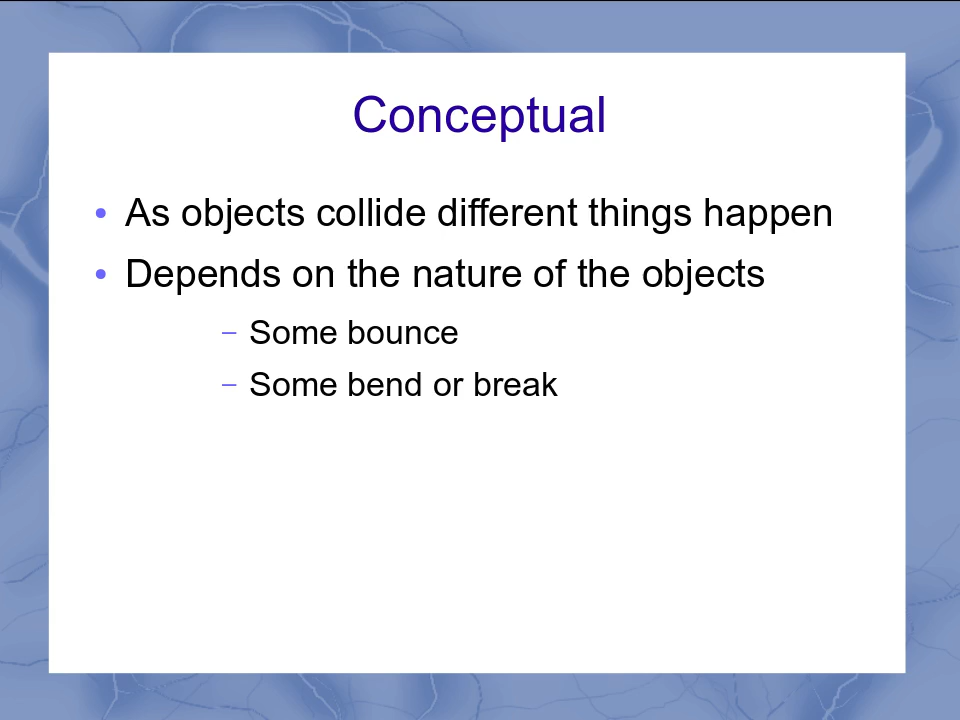 Conceptual
• As objects collide different things happen
• Depends on the nature of the objects
– Some bounce
– Some bend or break